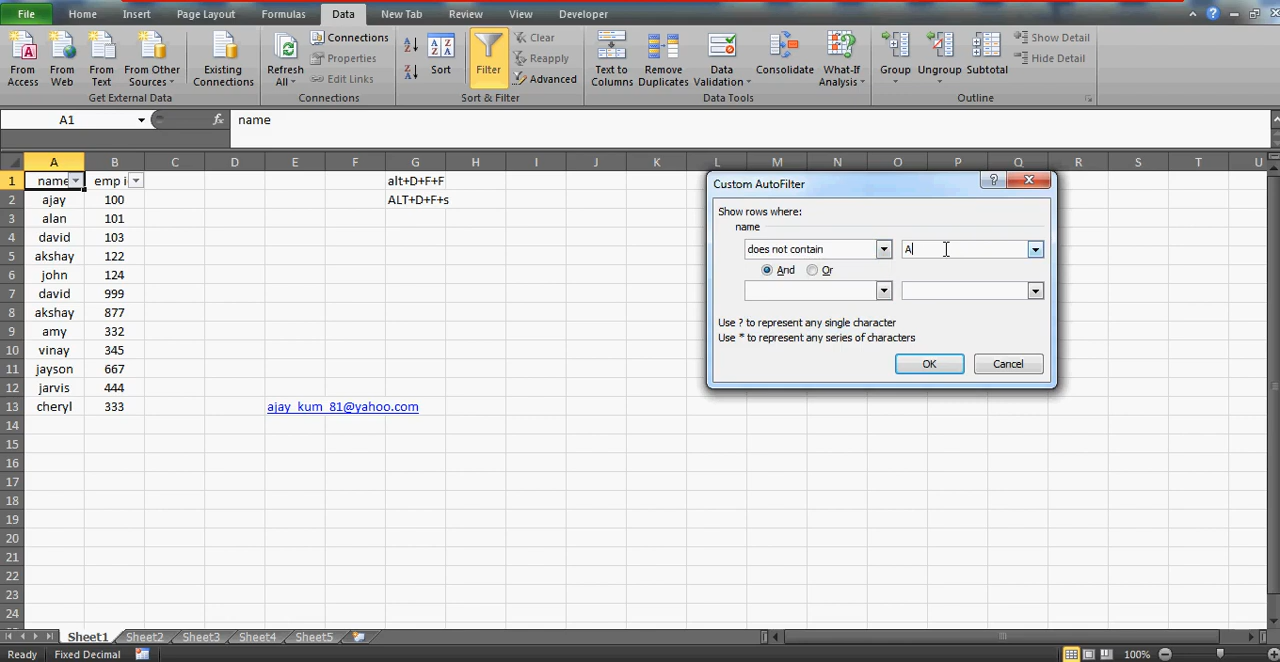 File Home Insert Page Layout Formulas Data New Tab Review View Developer
From Access From Web From Text From Other Sources Existing Connections Refresh All Connections Properties Edit Links Sort Filter Clear Reapply Advanced Text to Columns Remove Duplicates Data Validation Consolidate What-If Analysis Group Ungroup Subtotal Show Detail Hide Detail
Get External Data Connections Sort & Filter Data Tools Outline
A1 fx name
A B C D E F G H I J K L M N O P Q R S T U
1 name emp i alt+D+F+F
2 ajay 100 ALT+D+F+s
3 alan 101
4 david 103
5 akshay 122
6 john 124
7 david 999
8 akshay 877
9 amy 332
10 vinay 345
11 jayson 667
12 jarvis 444
13 cheryl 333 ajay_kum_81@yahoo.com
14
15
16
17
18
19
20
21
22
23
24
Custom AutoFilter
Show rows where:
name
does not contain A
And Or
Use ? to represent any single character
Use * to represent any series of characters
OK Cancel
Sheet1 Sheet2 Sheet3 Sheet4 Sheet5
Ready Fixed Decimal 100%